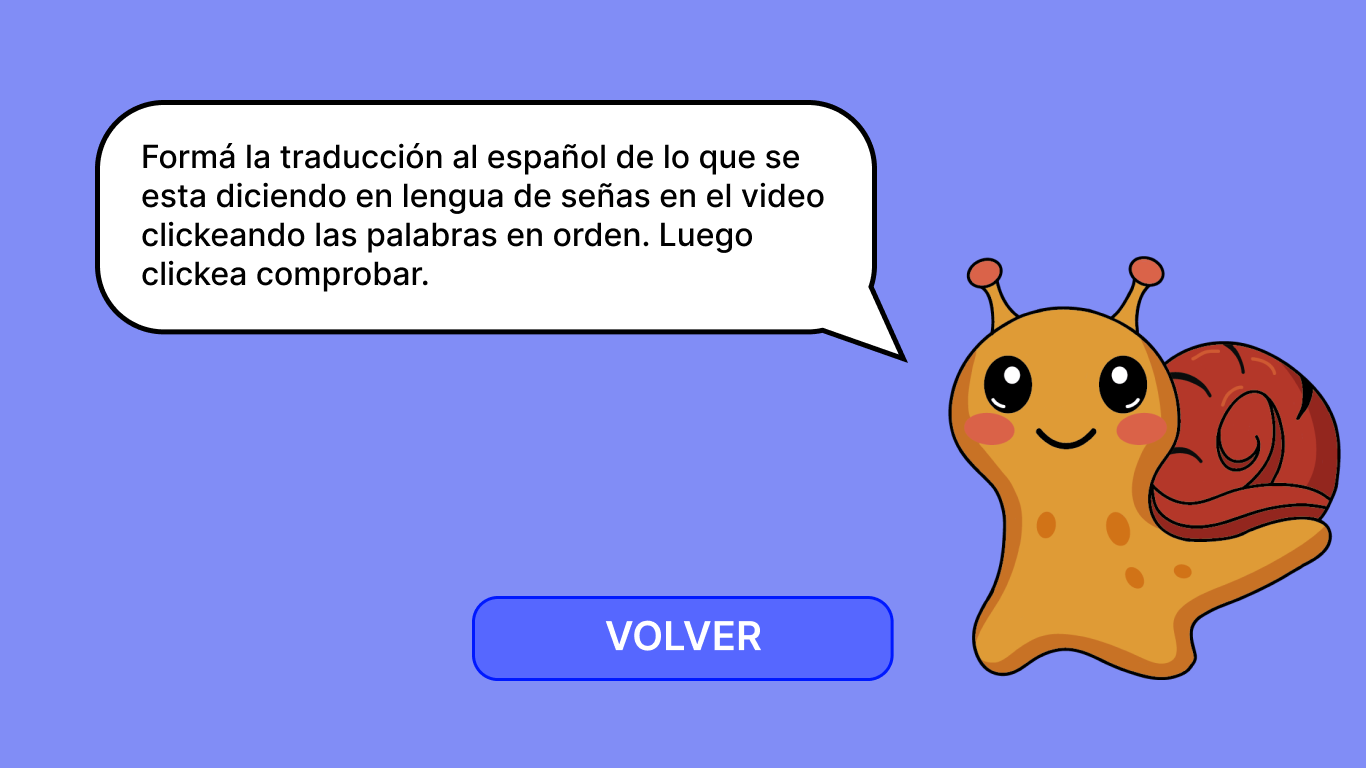 Formá la traducción al español de lo que se
esta diciendo en lengua de señas en el video
clickeando las palabras en orden. Luego
clickea comprobar.
VOLVER